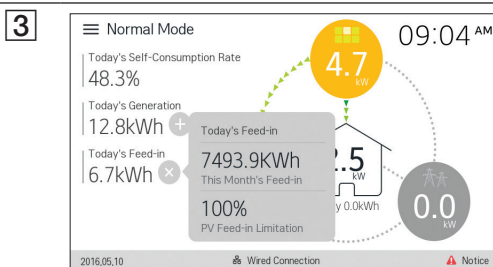 3
Normal Mode
09:04 AM
Today's Self-Consumption Rate
48.3%
4.7
kW
Today's Generation
12.8kWh
Today's Feed-in
6.7kWh
Today's Feed-in
7493.9KWh
This Month's Feed-in
100%
PV Feed-in Limitation
.5
kW
y 0.0kWh
0.0
kW
2016,05,10
Wired Connection
Notice